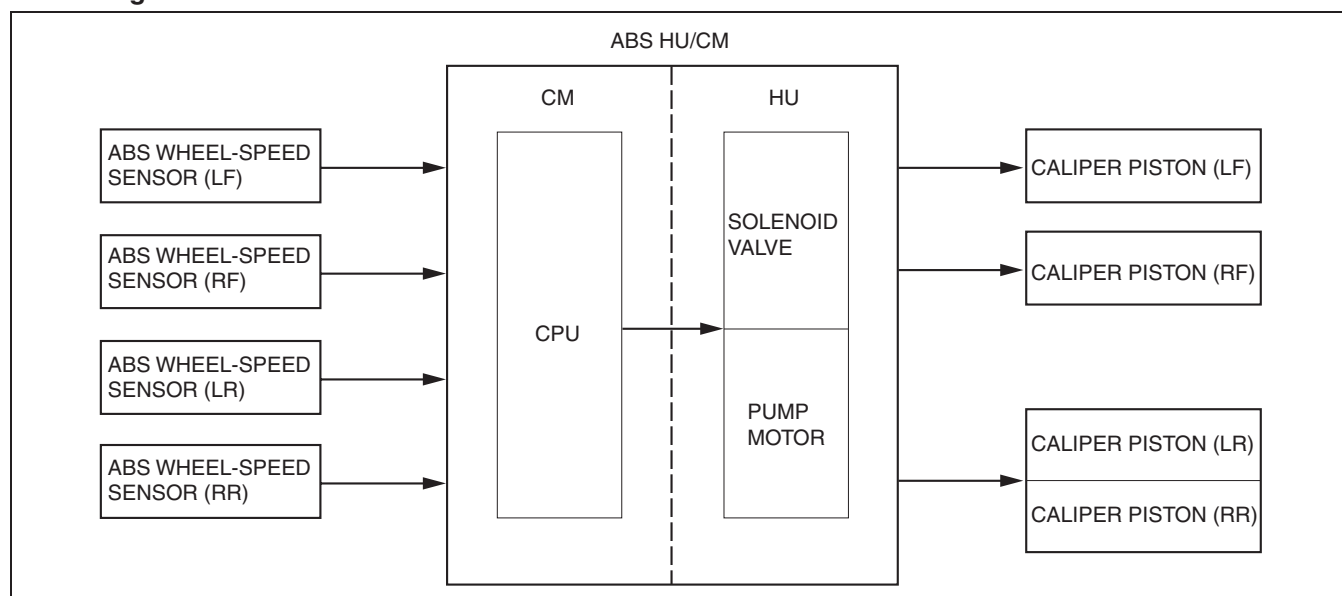 ABS HU/CM
CM
HU
ABS WHEEL-SPEED
SENSOR (LF)
ABS WHEEL-SPEED
SENSOR (RF)
ABS WHEEL-SPEED
SENSOR (LR)
ABS WHEEL-SPEED
SENSOR (RR)
CPU
SOLENOID
VALVE
PUMP
MOTOR
CALIPER PISTON (LF)
CALIPER PISTON (RF)
CALIPER PISTON (LR)
CALIPER PISTON (RR)